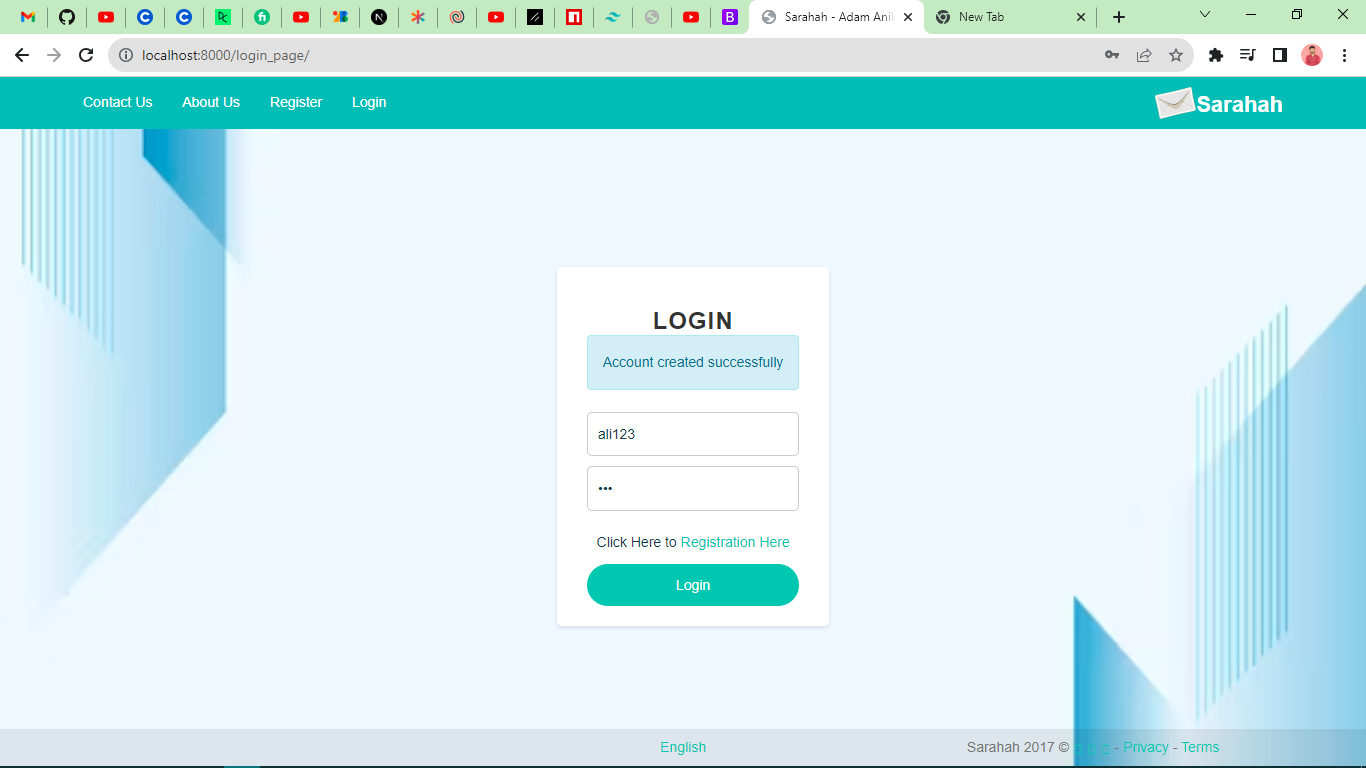 Sarahah - Adam Ani
New Tab
localhost:8000/login_page/
Contact Us About Us Register Login
Sarahah
LOGIN
Account created successfully
ali123
•••
Click Here to Registration Here
Login
English
Sarahah 2017 © - Privacy - Terms